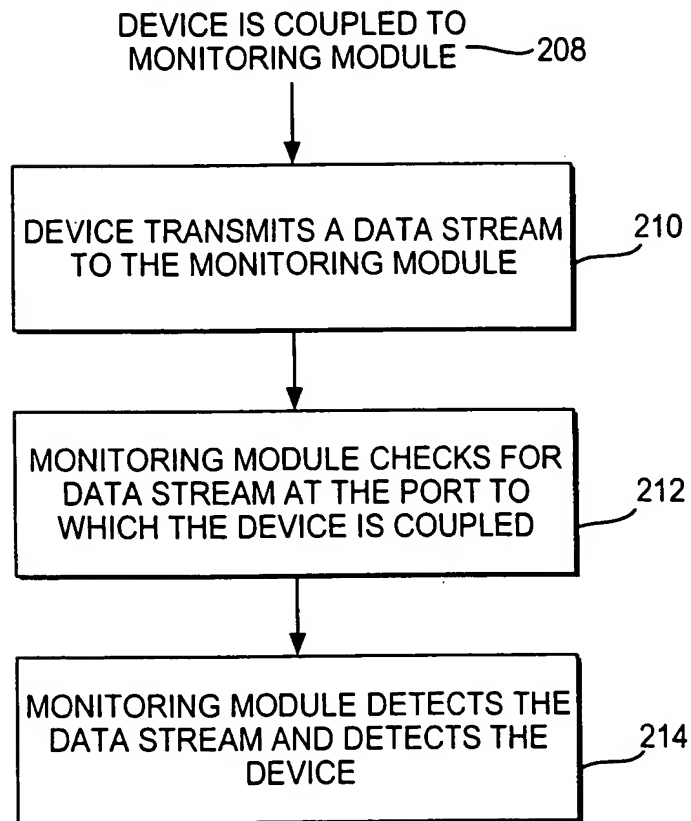 DEVICE IS COUPLED TO
MONITORING MODULE 208
DEVICE TRANSMITS A DATA STREAM
TO THE MONITORING MODULE
210
MONITORING MODULE CHECKS FOR
DATA STREAM AT THE PORT TO
WHICH THE DEVICE IS COUPLED
212
MONITORING MODULE DETECTS THE
DATA STREAM AND DETECTS THE
DEVICE
214